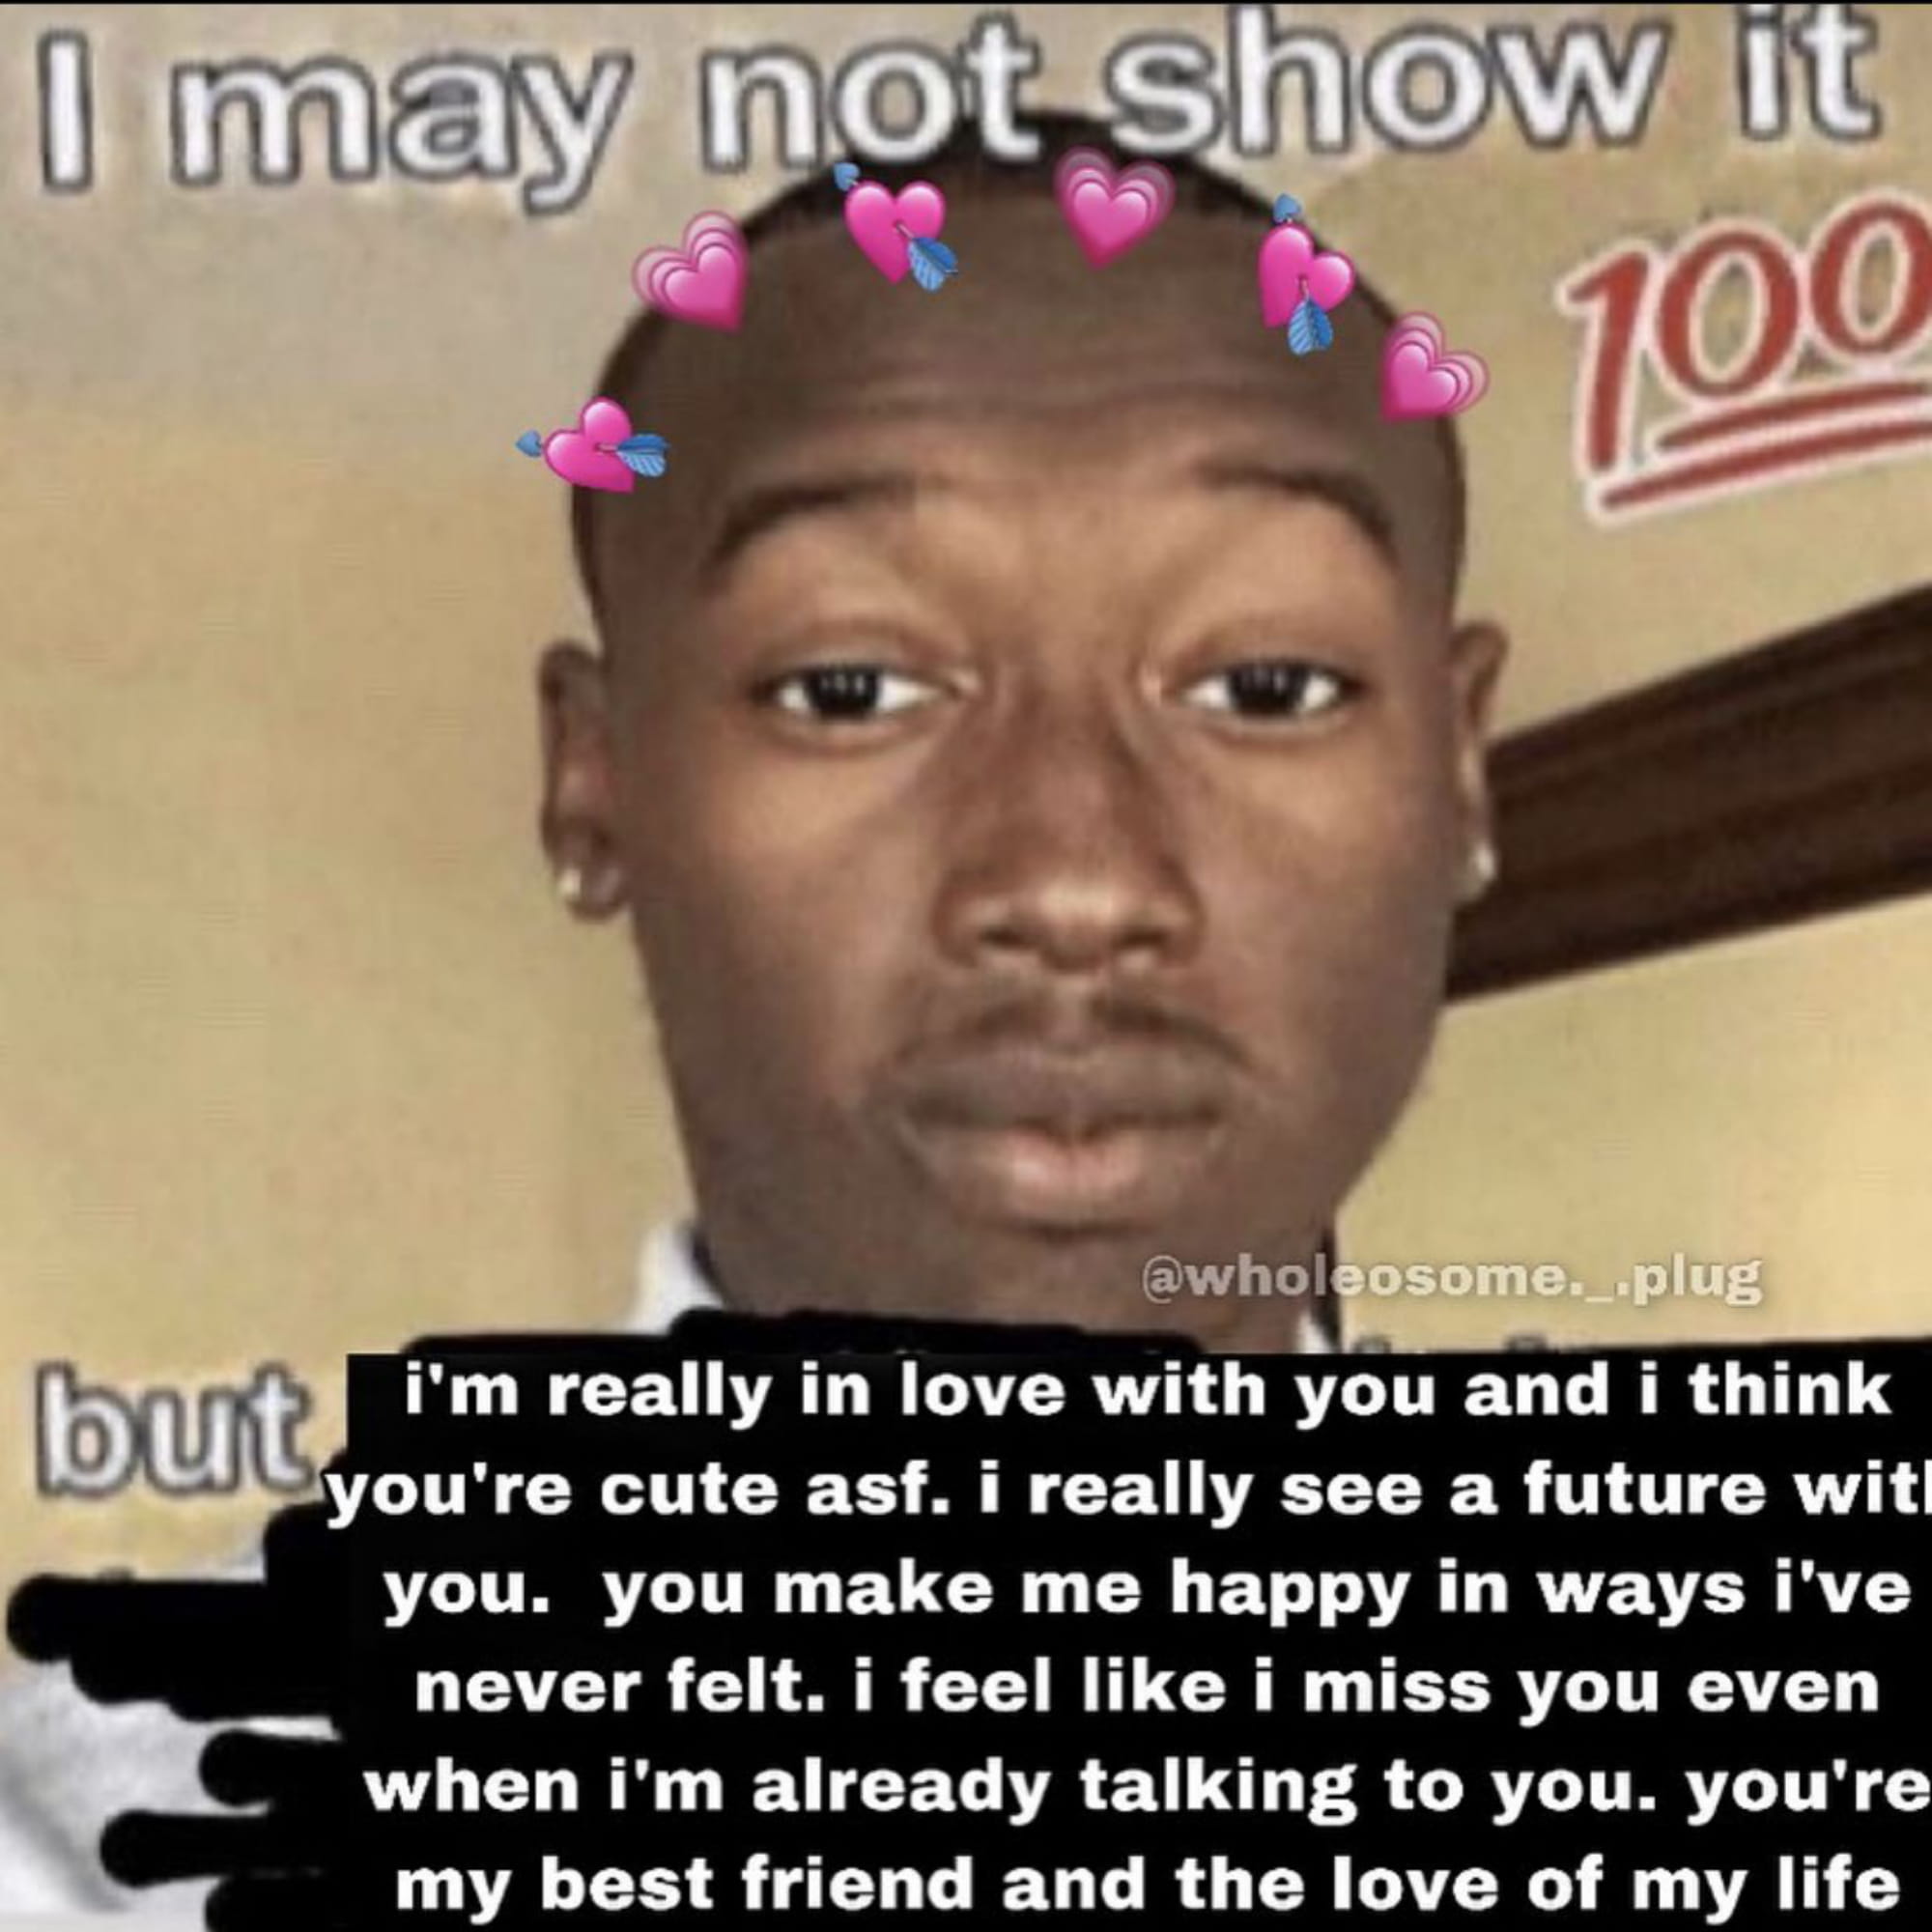 I may not show it
100
@wholeosome._.plug
but
i'm really in love with you and i think
you're cute asf. i really see a future wit
you. you make me happy in ways i've
never felt. i feel like i miss you even
when i'm already talking to you. you're
my best friend and the love of my life